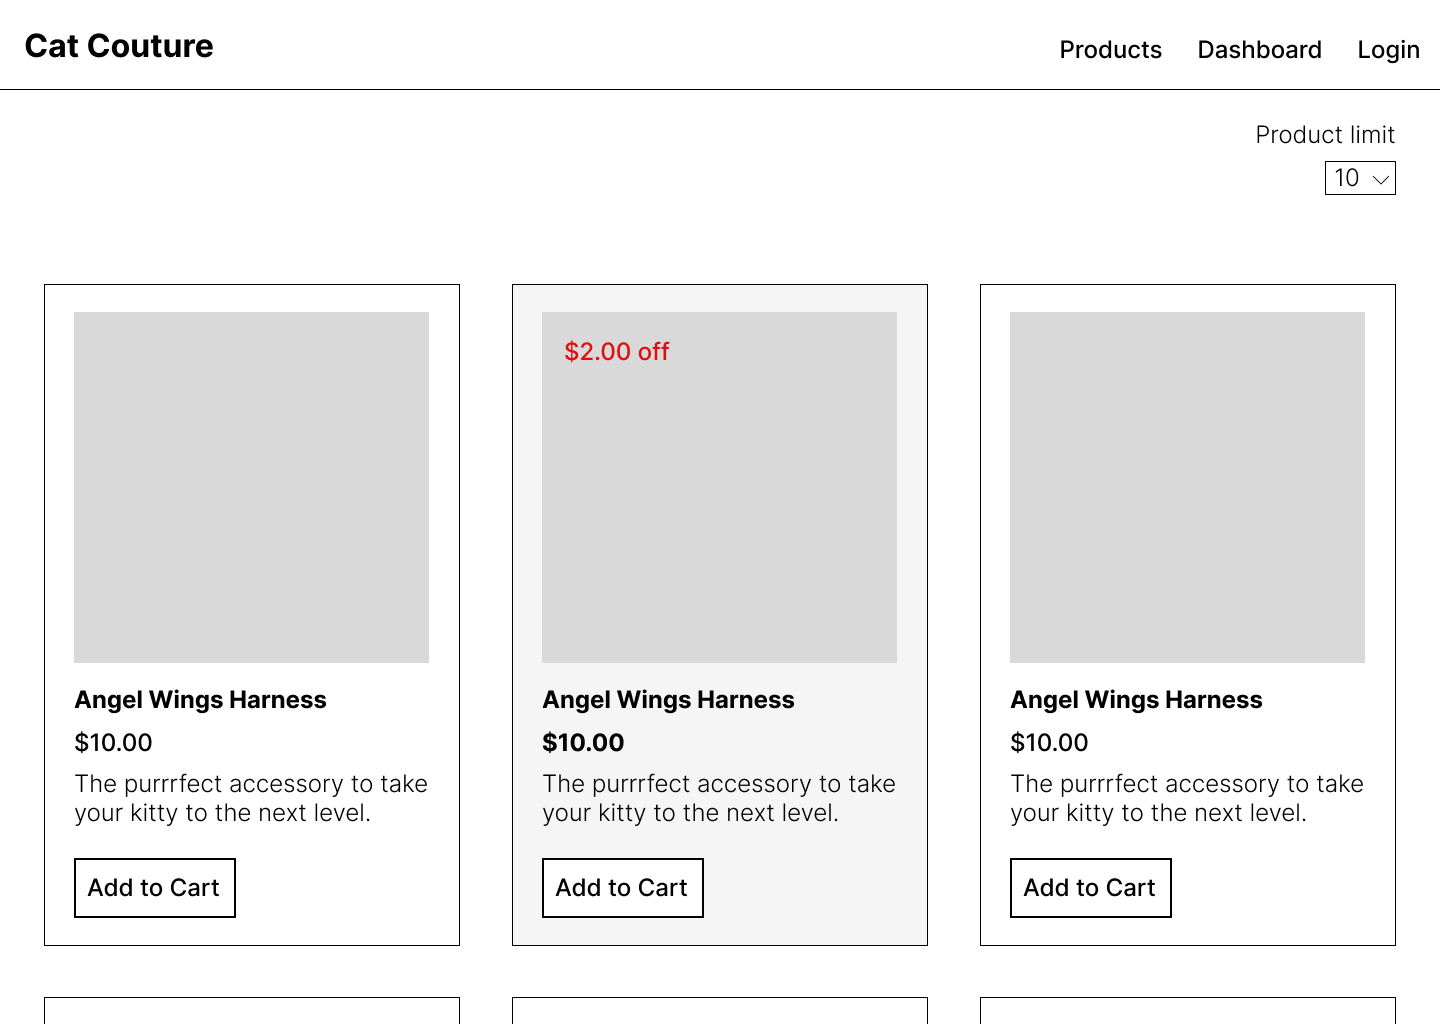 Cat Couture
Products Dashboard Login
Product limit
10
$2.00 off
Angel Wings Harness
$10.00
The purrrfect accessory to take
your kitty to the next level.
Add to Cart
Angel Wings Harness
$10.00
The purrrfect accessory to take
your kitty to the next level.
Add to Cart
Angel Wings Harness
$10.00
The purrrfect accessory to take
your kitty to the next level.
Add to Cart